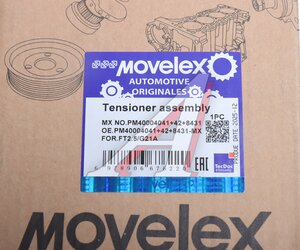 MOVELEX
AUTOMOTIVE
ORIGINALES
Tensioner assembly
MX NO.PM40004041+42+8431
1PC
OE.PM40004041+42+8431-MX
FOR.FT2.5/G21A
EAC
TecDoc
MOVELEX